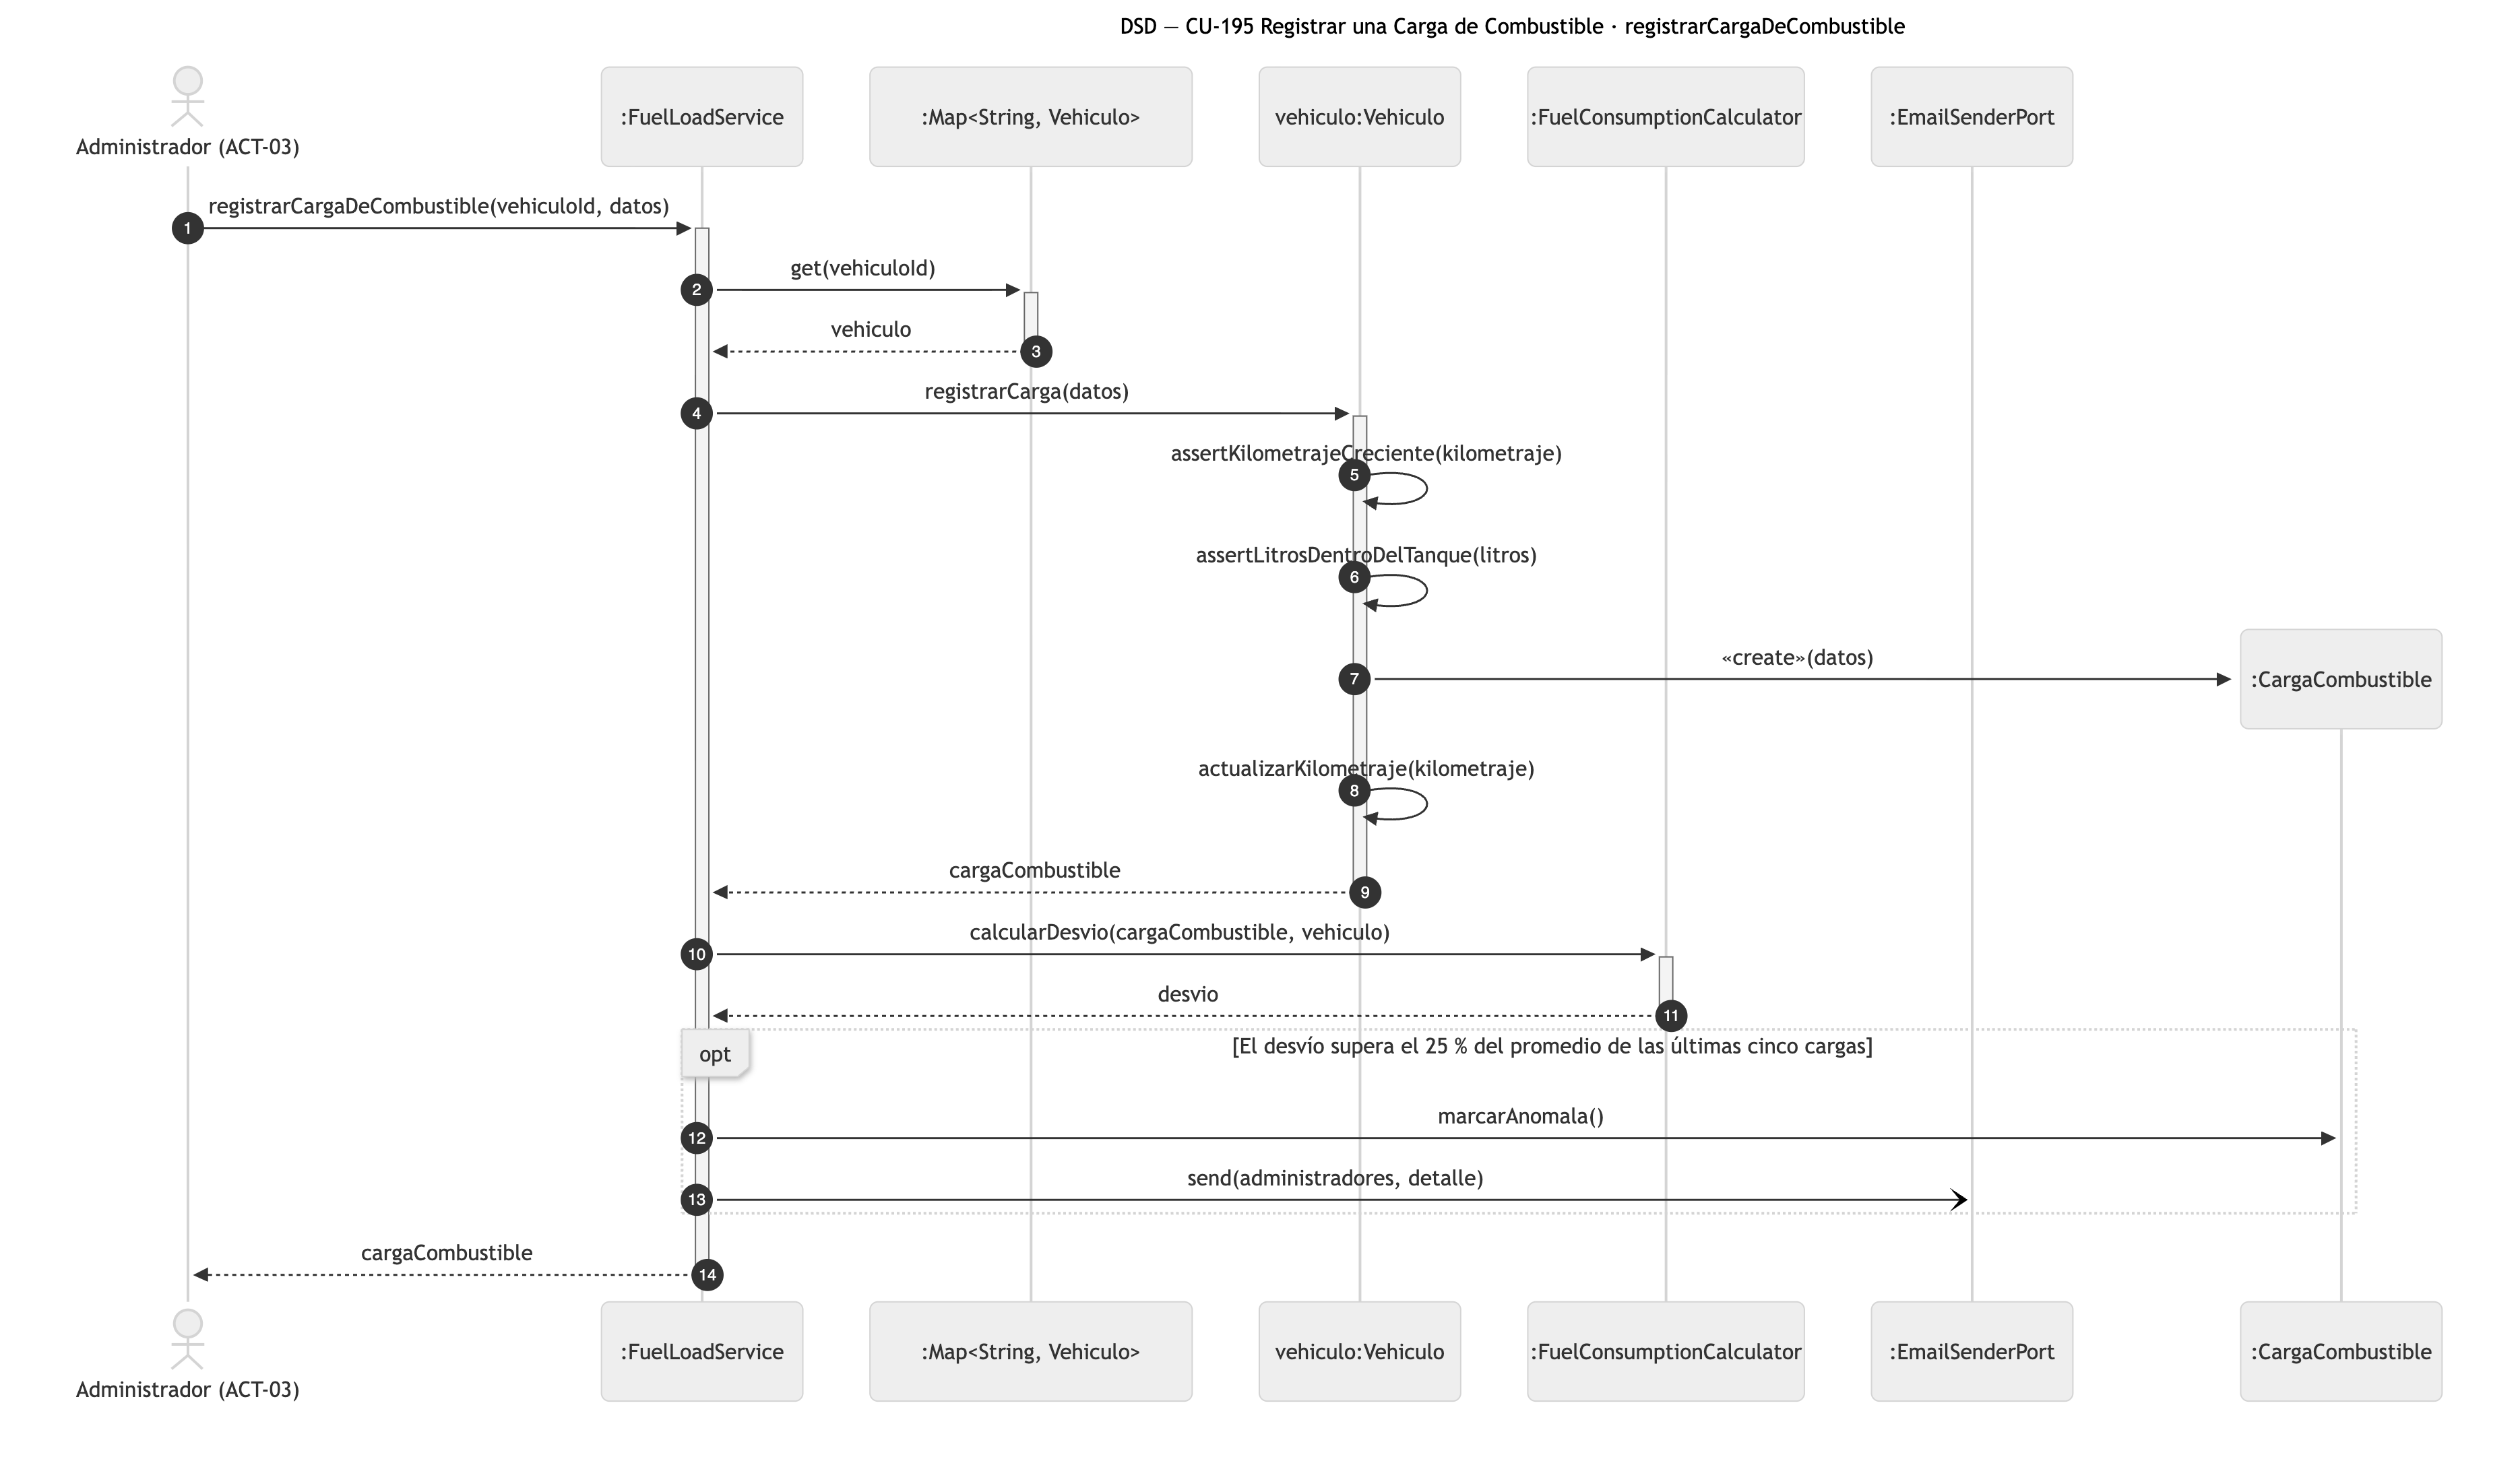 DSD – CU-195 Registrar una Carga de Combustible · registrarCargaDeCombustible
Administrador (ACT-03)
:FuelLoadService
:Map<String, Vehiculo>
vehiculo:Vehiculo
:FuelConsumptionCalculator
:EmailSenderPort
registrarCargaDeCombustible(vehiculoId, datos)
1
get(vehiculoId)
2
vehiculo
3
registrarCarga(datos)
4
assertKilometrajeCreciente(kilometraje)
5
assertLitrosDentroDelTanque(litros)
6
«create»(datos)
7
:CargaCombustible
actualizarKilometraje(kilometraje)
8
cargaCombustible
9
calcularDesvio(cargaCombustible, vehiculo)
10
desvio
11
opt
[El desvío supera el 25 % del promedio de las últimas cinco cargas]
marcarAnomala()
12
send(administradores, detalle)
13
cargaCombustible
14
Administrador (ACT-03)
:FuelLoadService
:Map<String, Vehiculo>
vehiculo:Vehiculo
:FuelConsumptionCalculator
:EmailSenderPort
:CargaCombustible